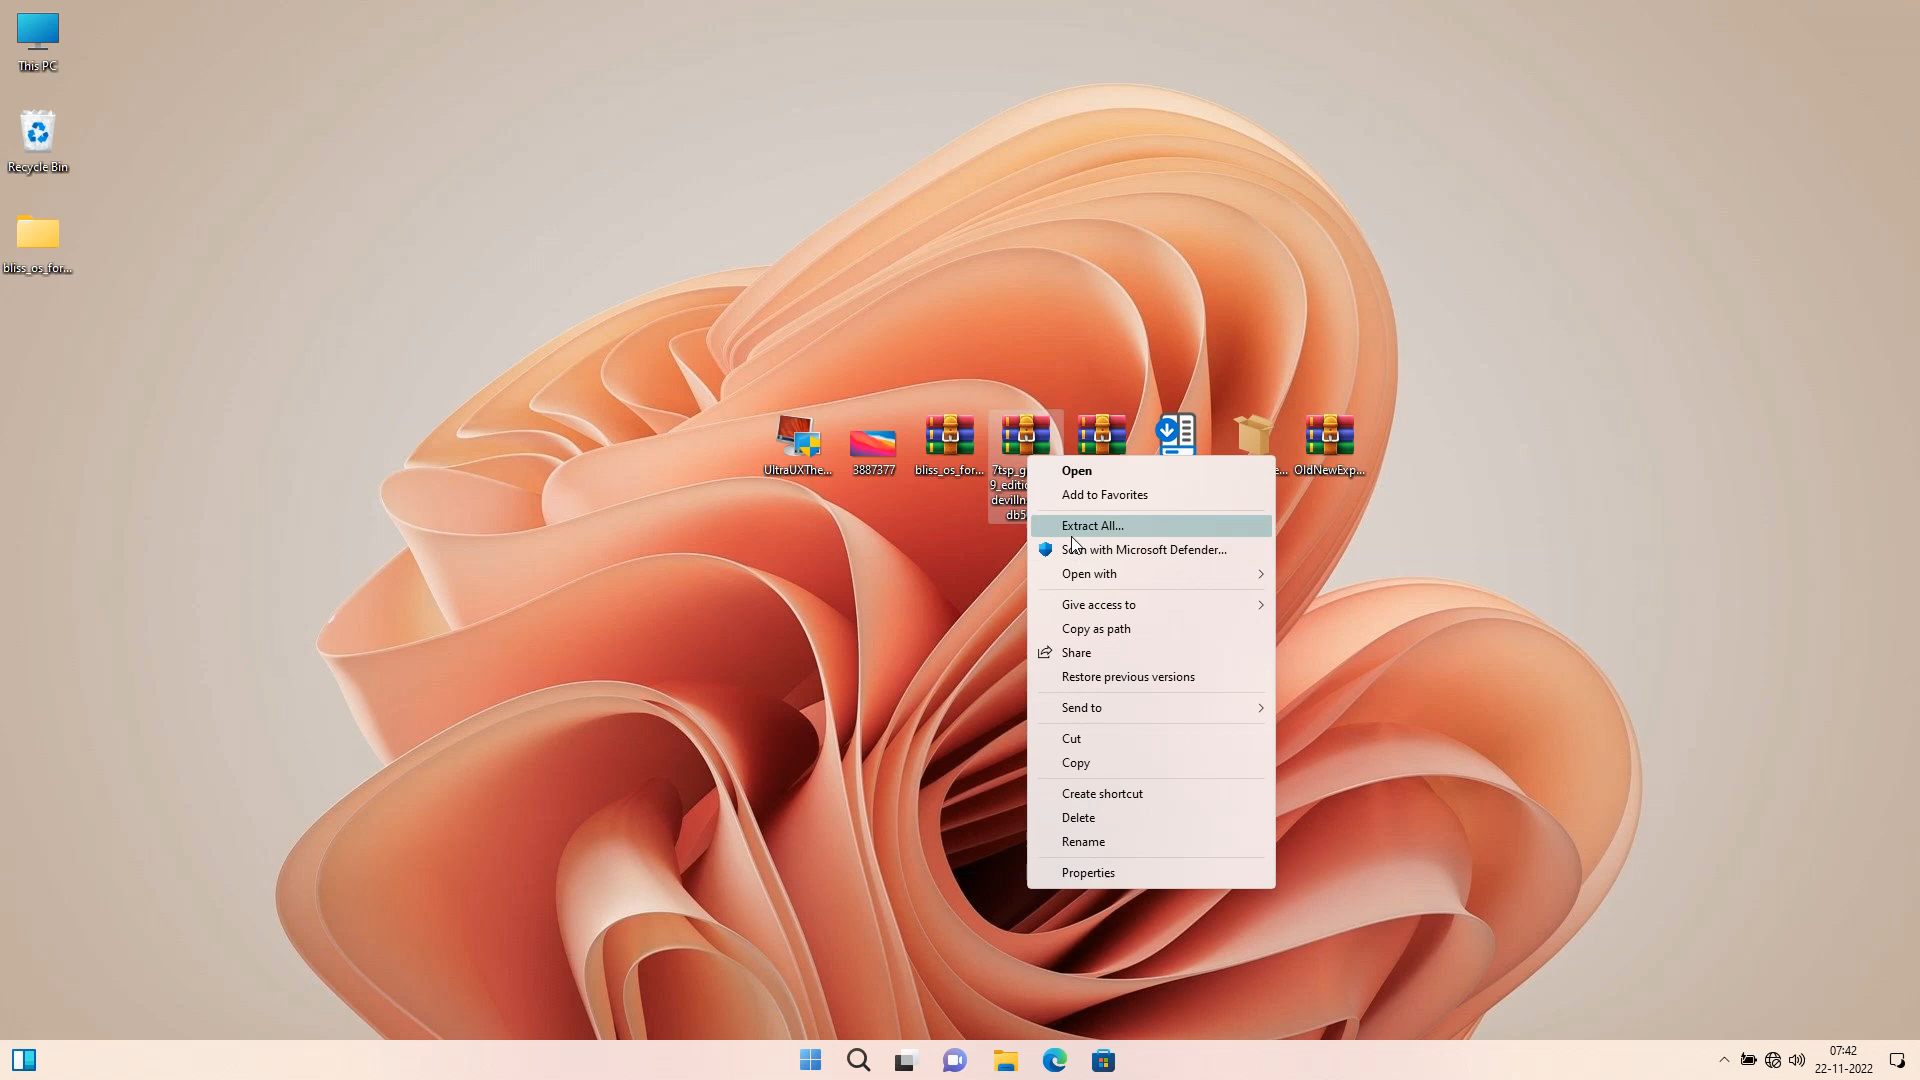 This PC
Recycle Bin
bliss_os_for...
UltraUXThe...
3887377
bliss_os_for...
7tsp_g
9_editio
devilln
db5
e...
OldNewExp...
Open
Add to Favorites
Extract All...
with Microsoft Defender...
Open with
Give access to
Copy as path
Share
Restore previous versions
Send to
Cut
Copy
Create shortcut
Delete
Rename
Properties
07:42
22-11-2022